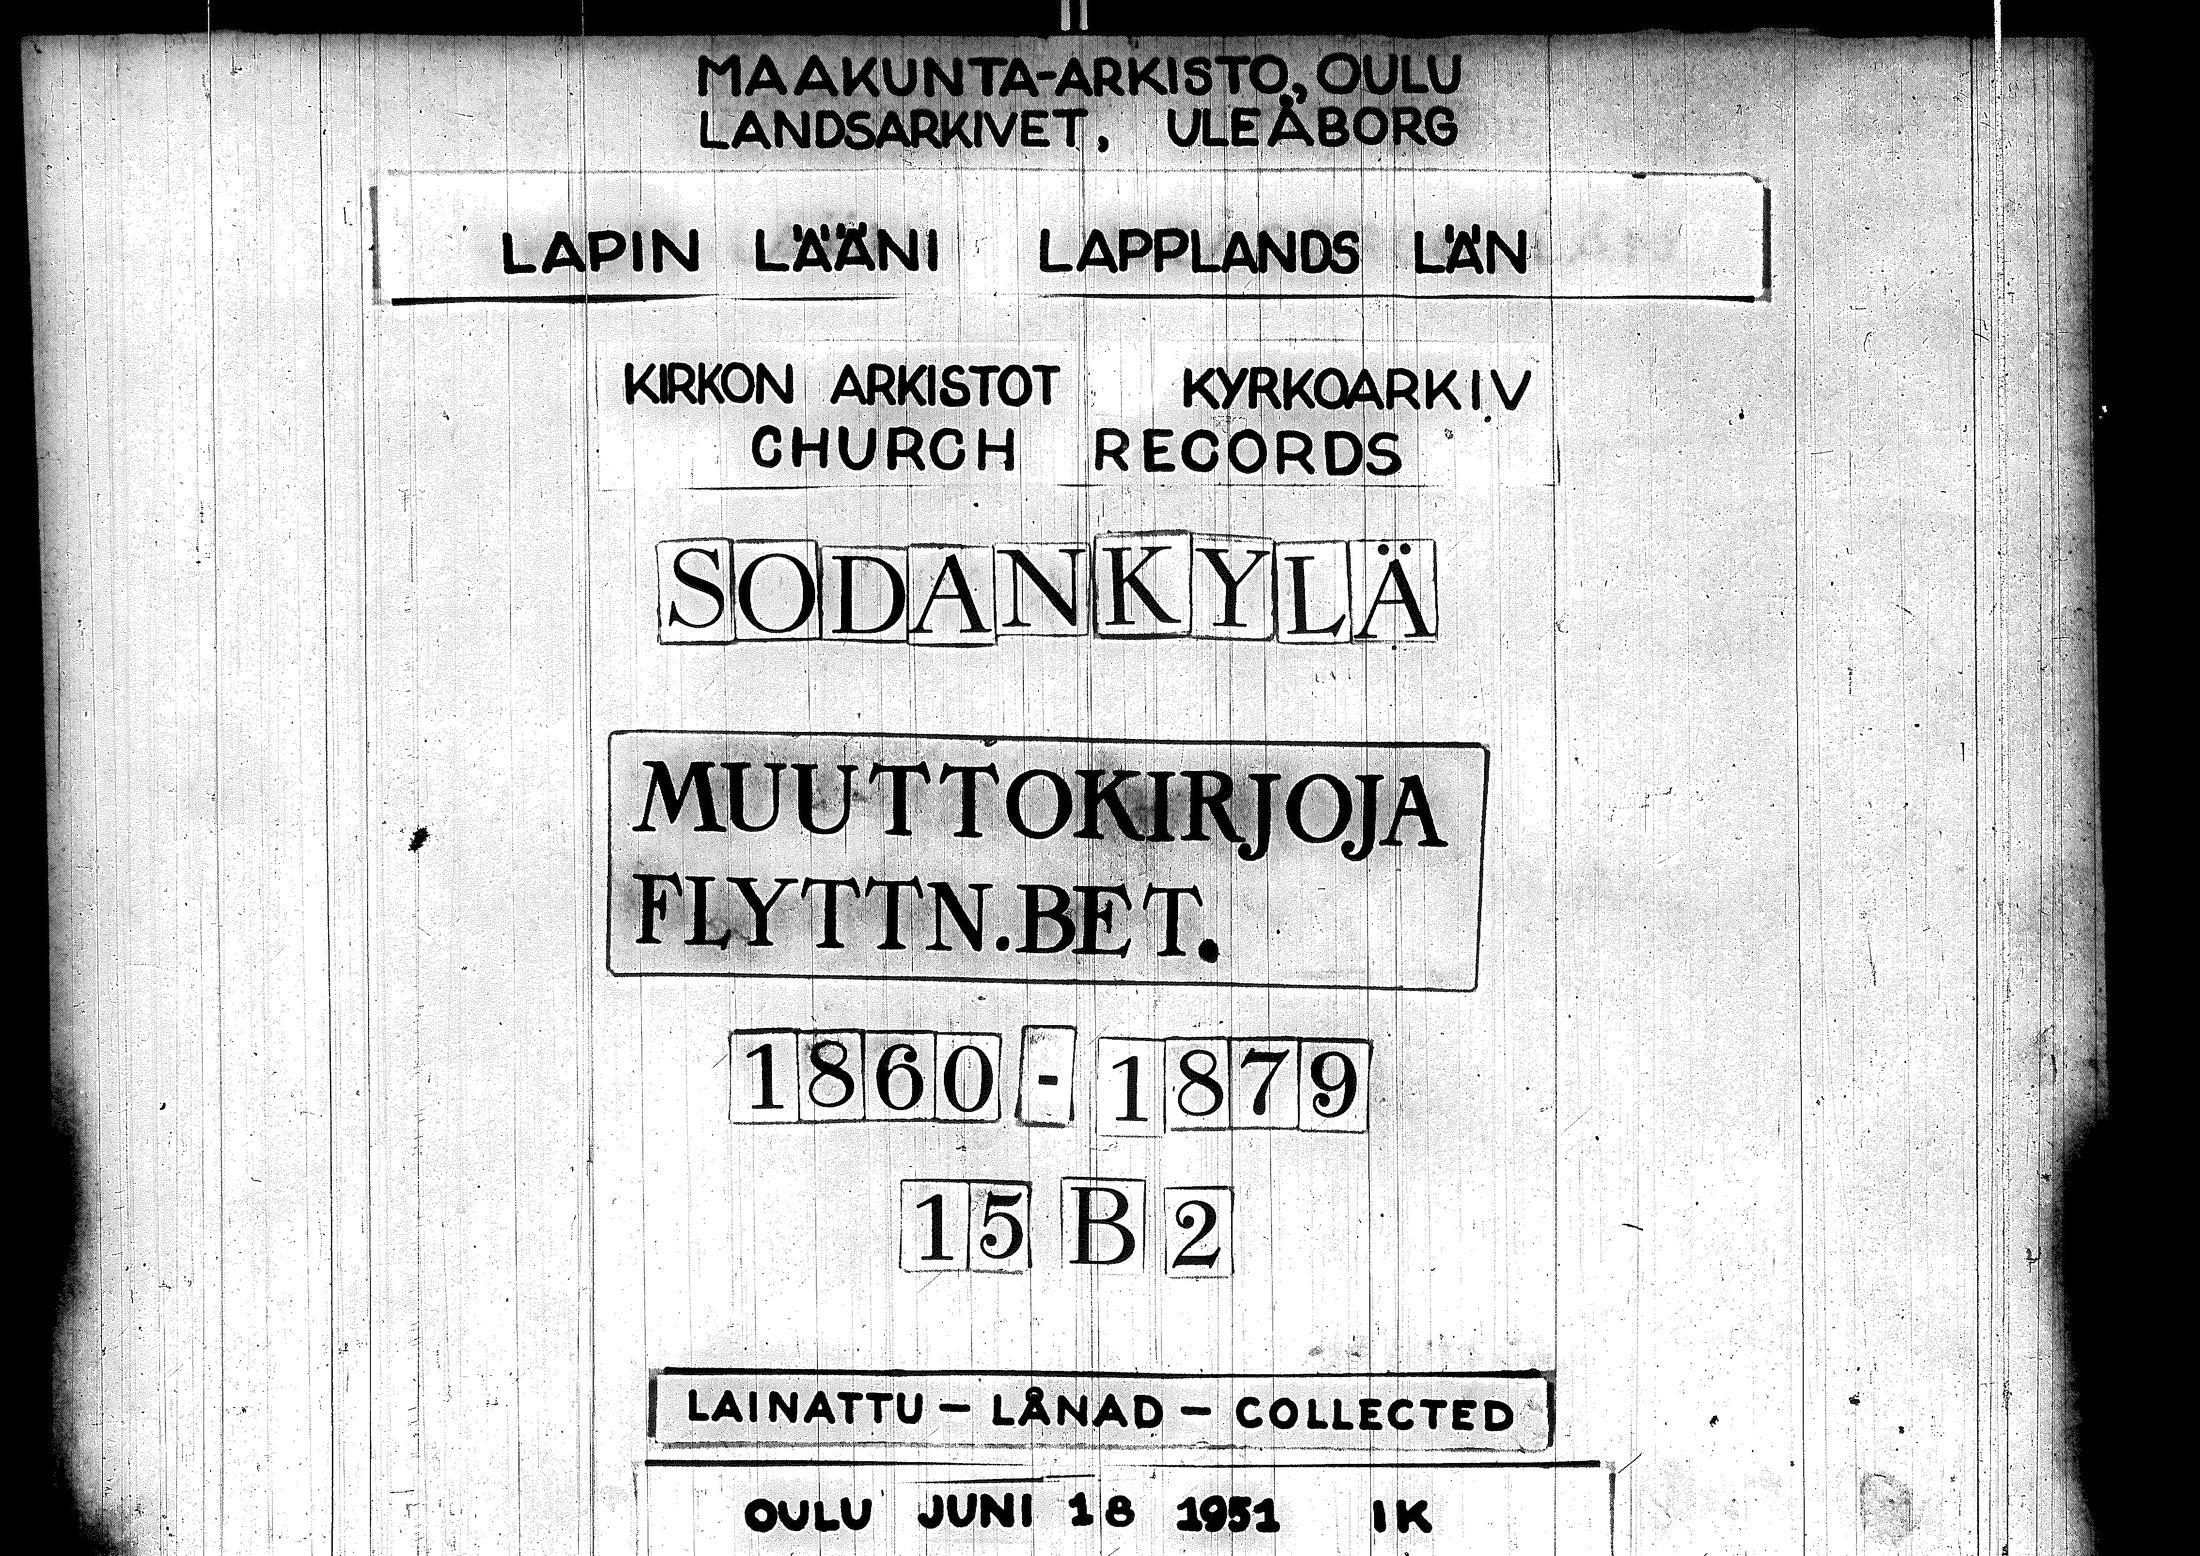 MAAKUNTA-ARKISTO, OULU
LANDSARKIVET, ULEÅBORG
LAPIN LÄÄNI LAPPLANDS LÄN
KIRKON ARKISTOT KYRKOARKIV
CHURCH RECORDS
SODANKYLÄ
MUUTTOKIRJOJA
FLYTTN.BET.
1860 - 1879
15 B 2
LAINATTU – LÅNAD – COLLECTED
OULU JUNI 18 1951 IK